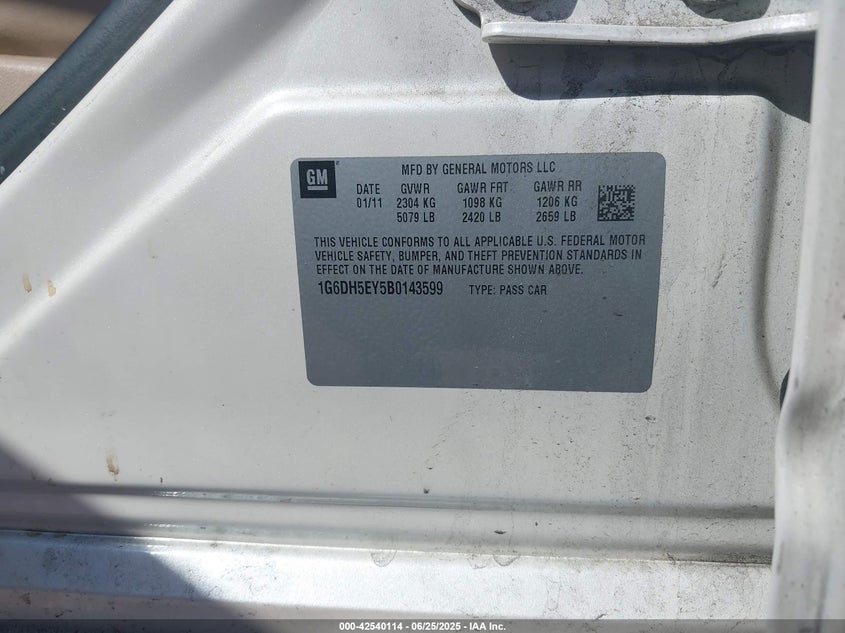 GM
MFD BY GENERAL MOTORS LLC
DATE GVWR GAWR FRT GAWR RR
01/11 2304 KG 1098 KG 1206 KG
5079 LB 2420 LB 2659 LB
THIS VEHICLE CONFORMS TO ALL APPLICABLE U.S. FEDERAL MOTOR
VEHICLE SAFETY, BUMPER, AND THEFT PREVENTION STANDARDS IN
EFFECT ON THE DATE OF MANUFACTURE SHOWN ABOVE.
1G6DH5EY5B0143599 TYPE: PASS CAR
000-42540114 - 06/25/2025 - IAA Inc.